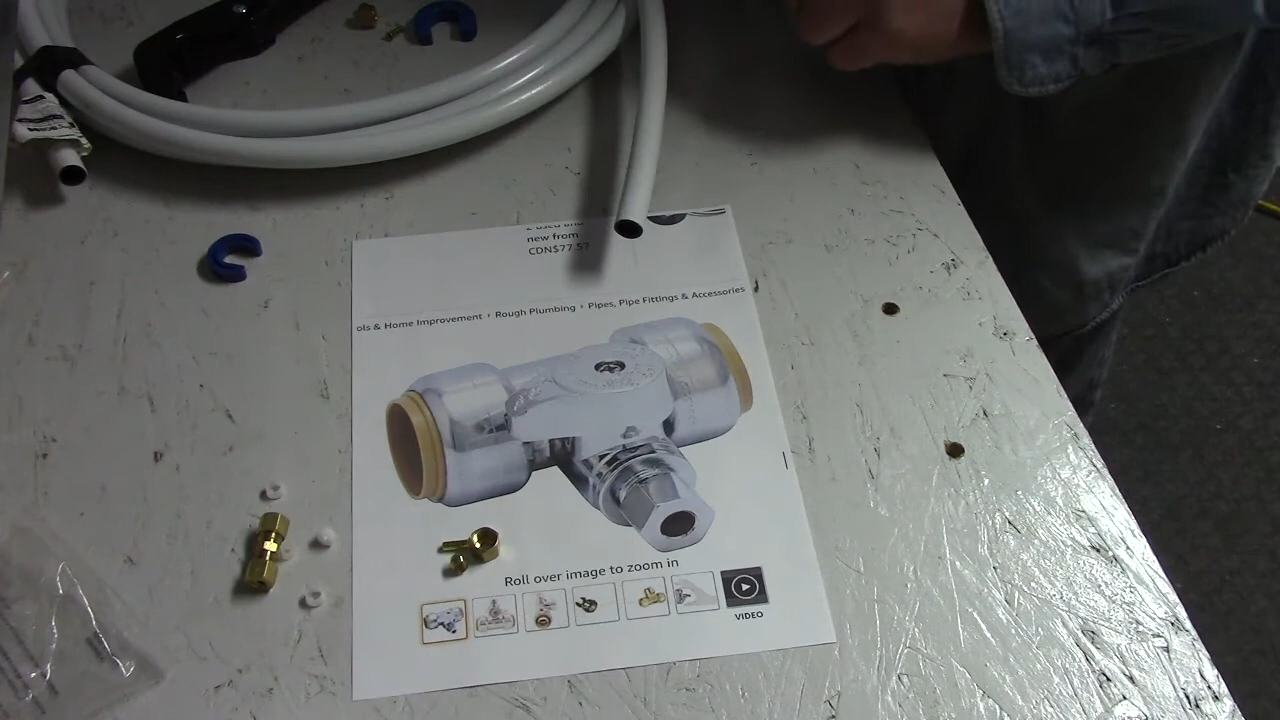 new from
CDN$77.57
ols & Home Improvement › Rough Plumbing › Pipes, Pipe Fittings & Accessories
Roll over image to zoom in
VIDEO